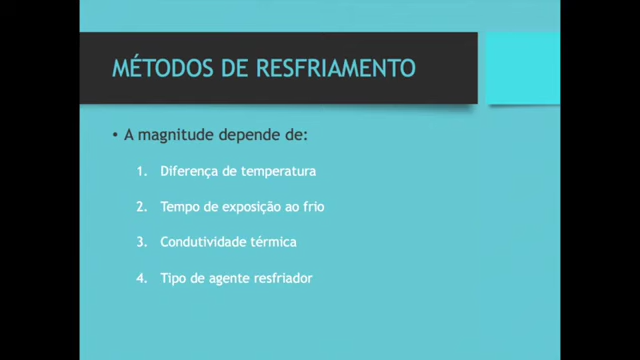 MÉTODOS DE RESFRIAMENTO
• A magnitude depende de:
1. Diferença de temperatura
2. Tempo de exposição ao frio
3. Condutividade térmica
4. Tipo de agente resfriador